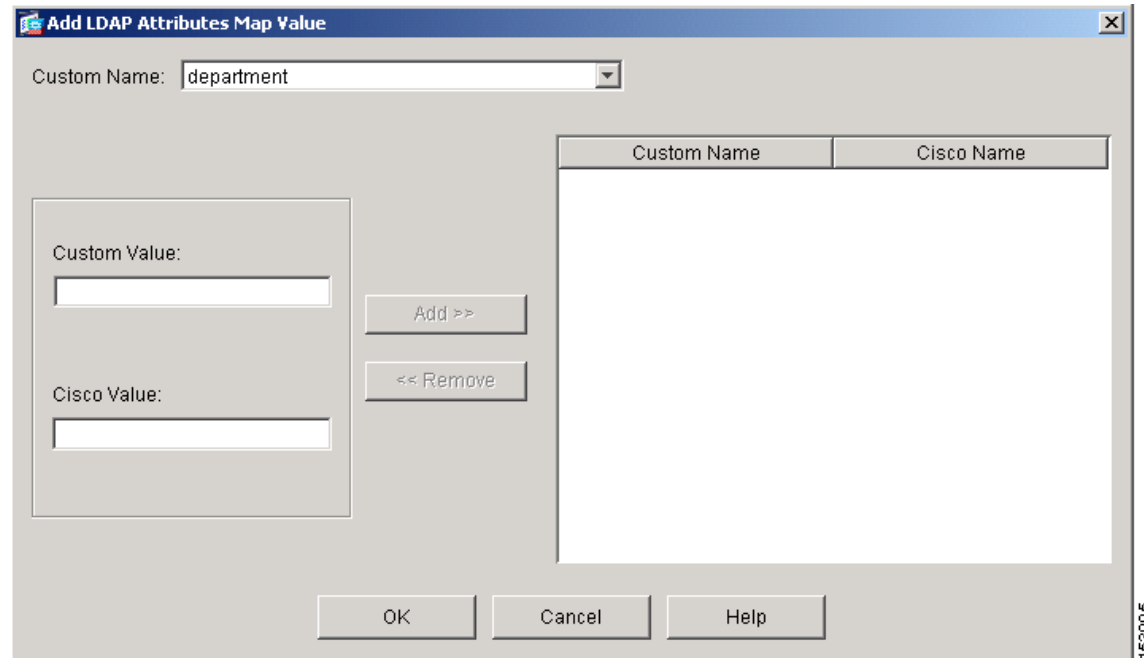 Add LDAP Attributes Map Value
Custom Name: department
Custom Name Cisco Name
Custom Value:
Add >>
<< Remove
Cisco Value:
OK Cancel Help